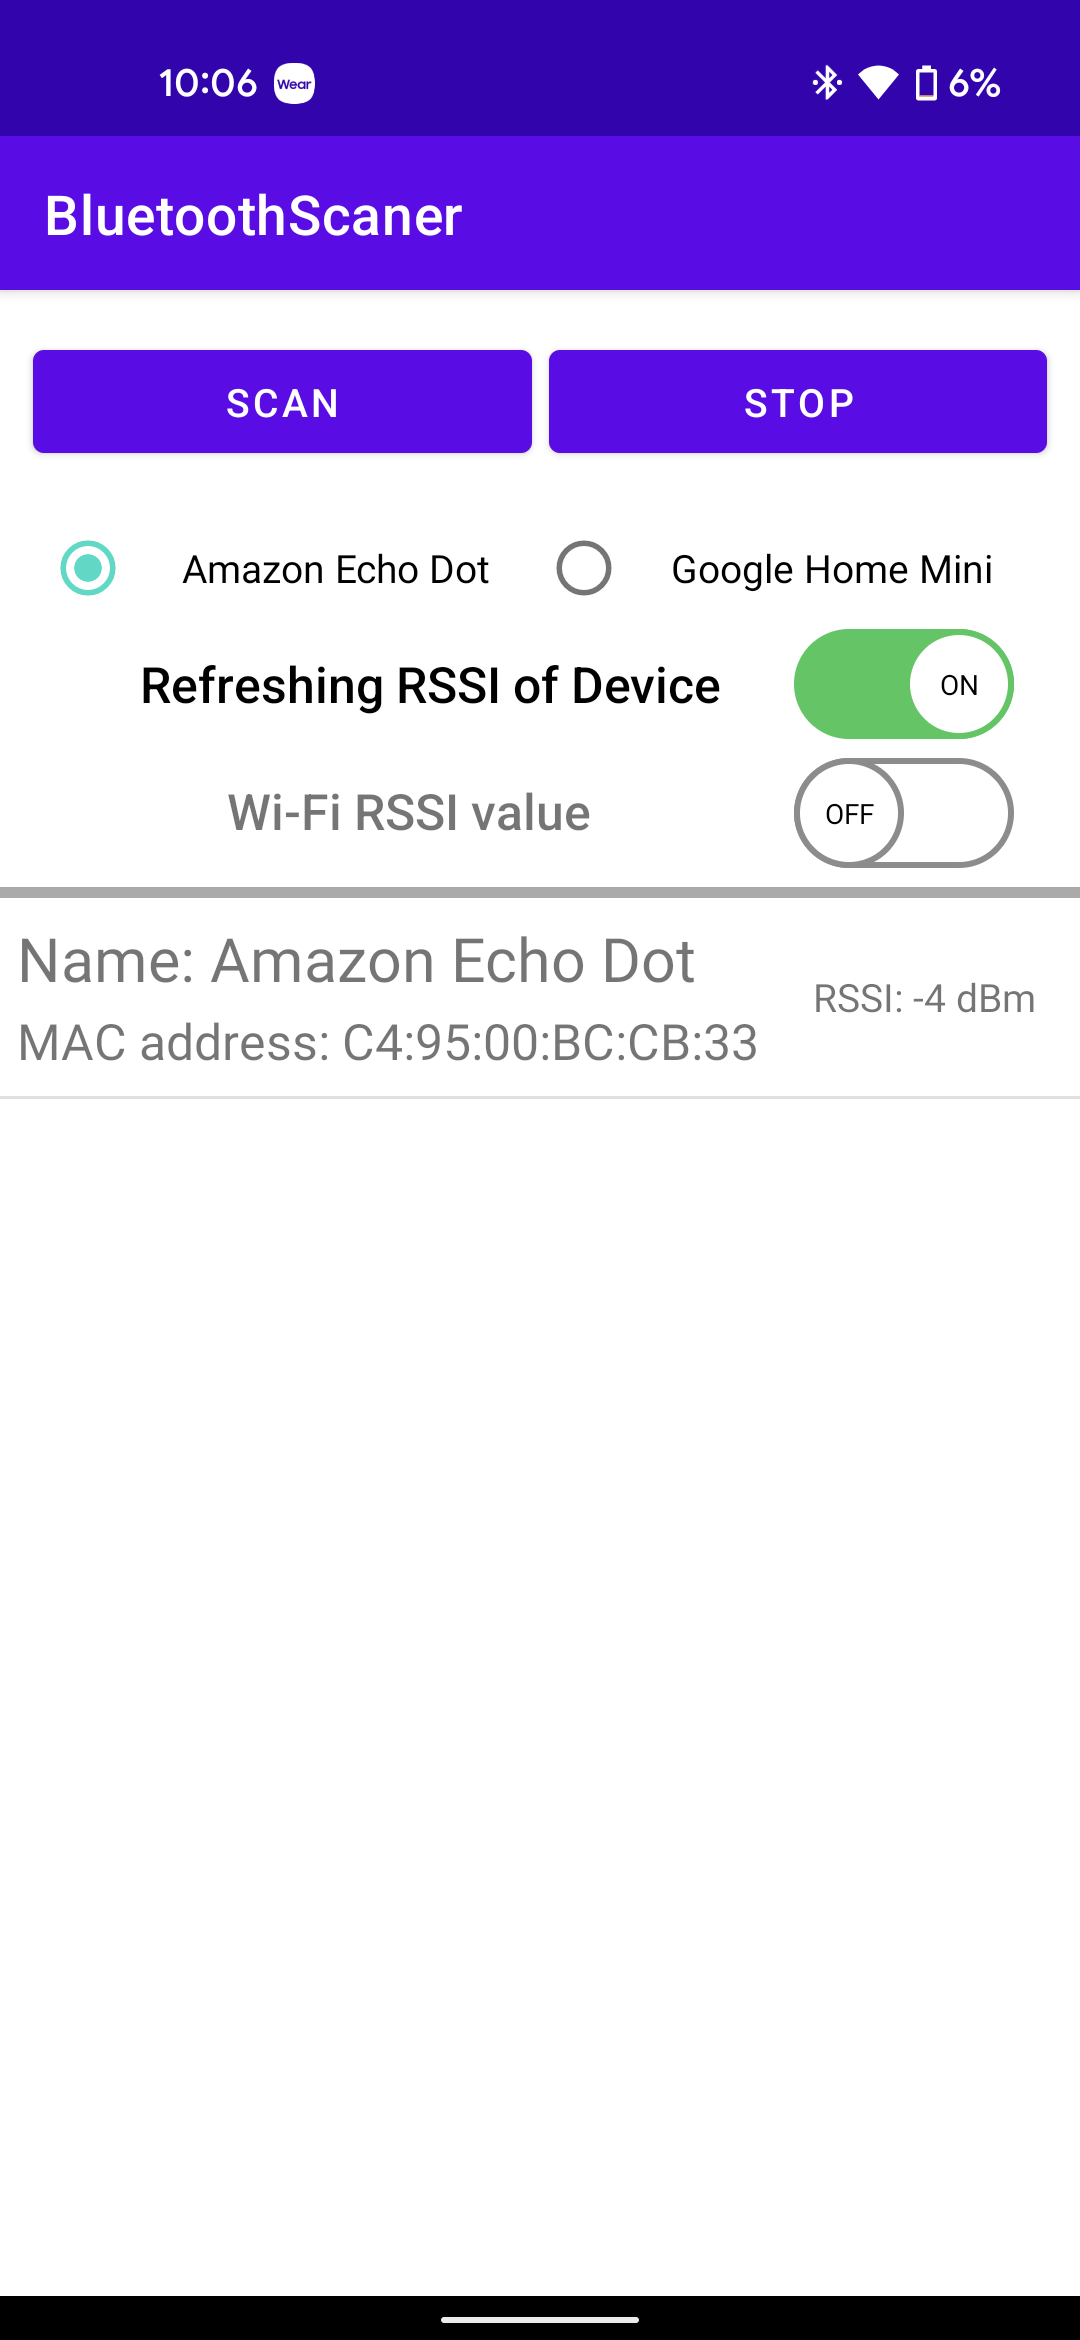 10:06 Wear 6%
BluetoothScaner
SCAN STOP
Amazon Echo Dot Google Home Mini
Refreshing RSSI of Device ON
Wi-Fi RSSI value OFF
Name: Amazon Echo Dot
RSSI: -4 dBm
MAC address: C4:95:00:BC:CB:33